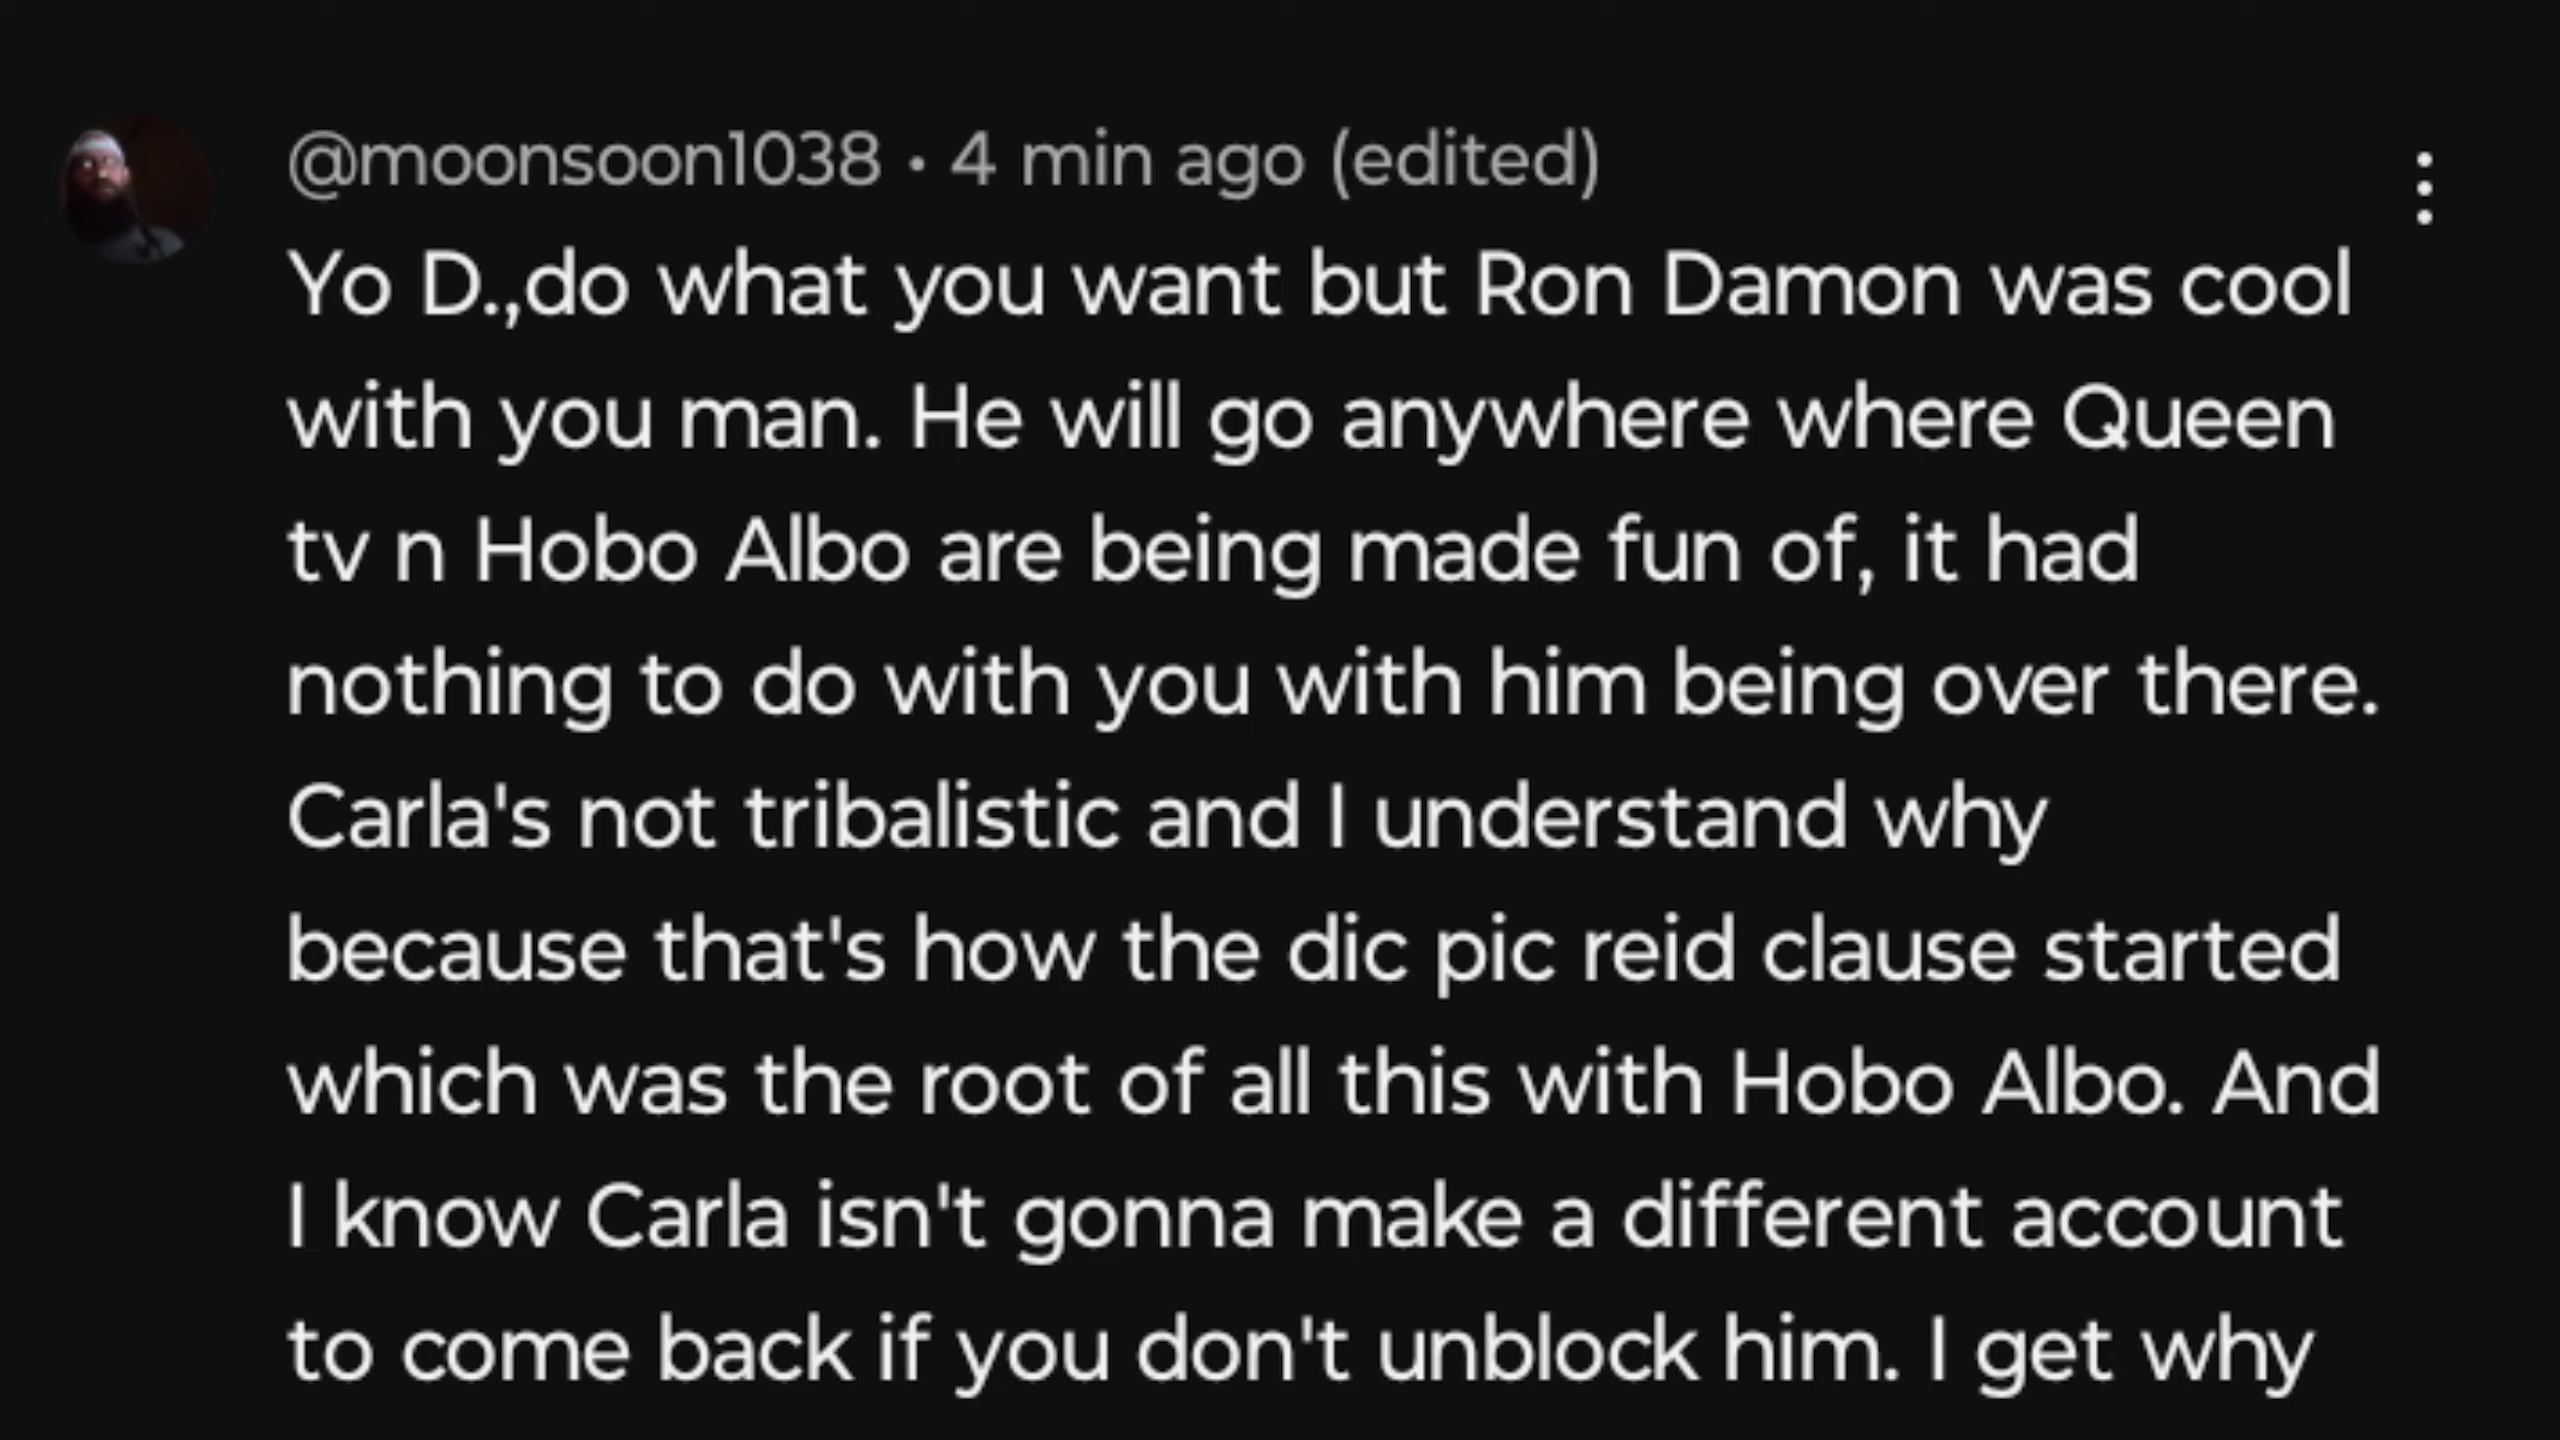 @moonsoon1038 • 4 min ago (edited)
Yo D.,do what you want but Ron Damon was cool
with you man. He will go anywhere where Queen
tv n Hobo Albo are being made fun of, it had
nothing to do with you with him being over there.
Carla's not tribalistic and I understand why
because that's how the dic pic reid clause started
which was the root of all this with Hobo Albo. And
I know Carla isn't gonna make a different account
to come back if you don't unblock him. I get why